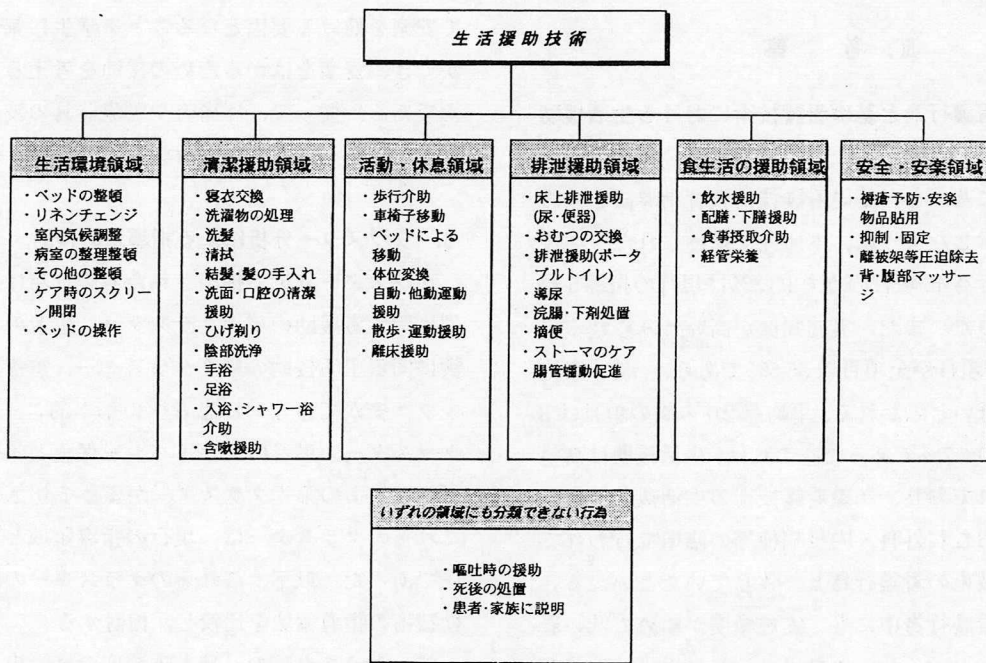 生活援助技術
生活環境領域
・ベッドの整頓
・リネンチェンジ
・室内気候調整
・病室の整理整頓
・その他の整頓
・ケア時のスクリー
ン開閉
・ベッドの操作
清潔援助領域
・寝衣交換
・洗濯物の処理
・洗髪
・清拭
・結髪・髪の手入れ
・洗面・口腔の清潔
援助
・ひげ剃り
・陰部洗浄
・手浴
・足浴
・入浴・シャワー浴
介助
・含嗽援助
活動・休息領域
・歩行介助
・車椅子移動
・ベッドによる
移動
・体位変換
・自動・他動運動
援助
・散歩・運動援助
・離床援助
排泄援助領域
・床上排泄援助
(尿・便器)
・おむつの交換
・排泄援助(ポータ
ブルトイレ)
・導尿
・浣腸・下剤処置
・摘便
・ストーマのケア
・腸管蠕動促進
食生活の援助領域
・飲水援助
・配膳・下膳援助
・食事摂取介助
・経管栄養
安全・安楽領域
・褥瘡予防・安楽
物品貼用
・抑制・固定
・離被架等圧迫除去
・背・腹部マッサー
ジ
いずれの領域にも分類できない行為
・嘔吐時の援助
・死後の処置
・患者・家族に説明